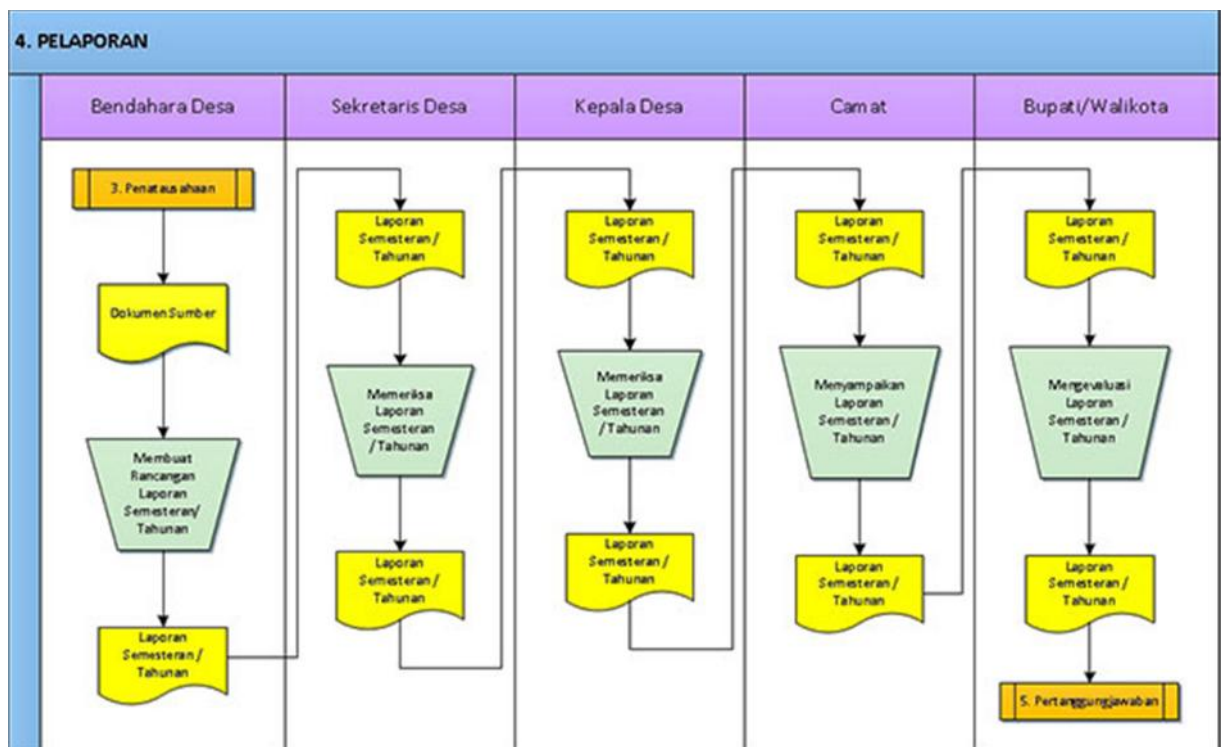 4. PELAPORAN
Bendahara Desa
Sekretaris Desa
Kepala Desa
Camat
Bupati/Walikota
3. Penatausahaan
Dokumen Sumber
Membuat
Rancangan
Laporan
Semesteran/
Tahunan
Laporan
Semesteran /
Tahunan
Laporan
Semesteran /
Tahunan
Memeriksa
Laporan
Semesteran
/Tahunan
Laporan
Semesteran /
Tahunan
Laporan
Semesteran /
Tahunan
Memeriksa
Laporan
Semesteran
/Tahunan
Laporan
Semesteran /
Tahunan
Laporan
Semesteran /
Tahunan
Menyampaikan
Laporan
Semesteran /
Tahunan
Laporan
Semesteran /
Tahunan
Laporan
Semesteran /
Tahunan
Mengevaluasi
Laporan
Semesteran /
Tahunan
Laporan
Semesteran /
Tahunan
5. Pertanggungjawaban